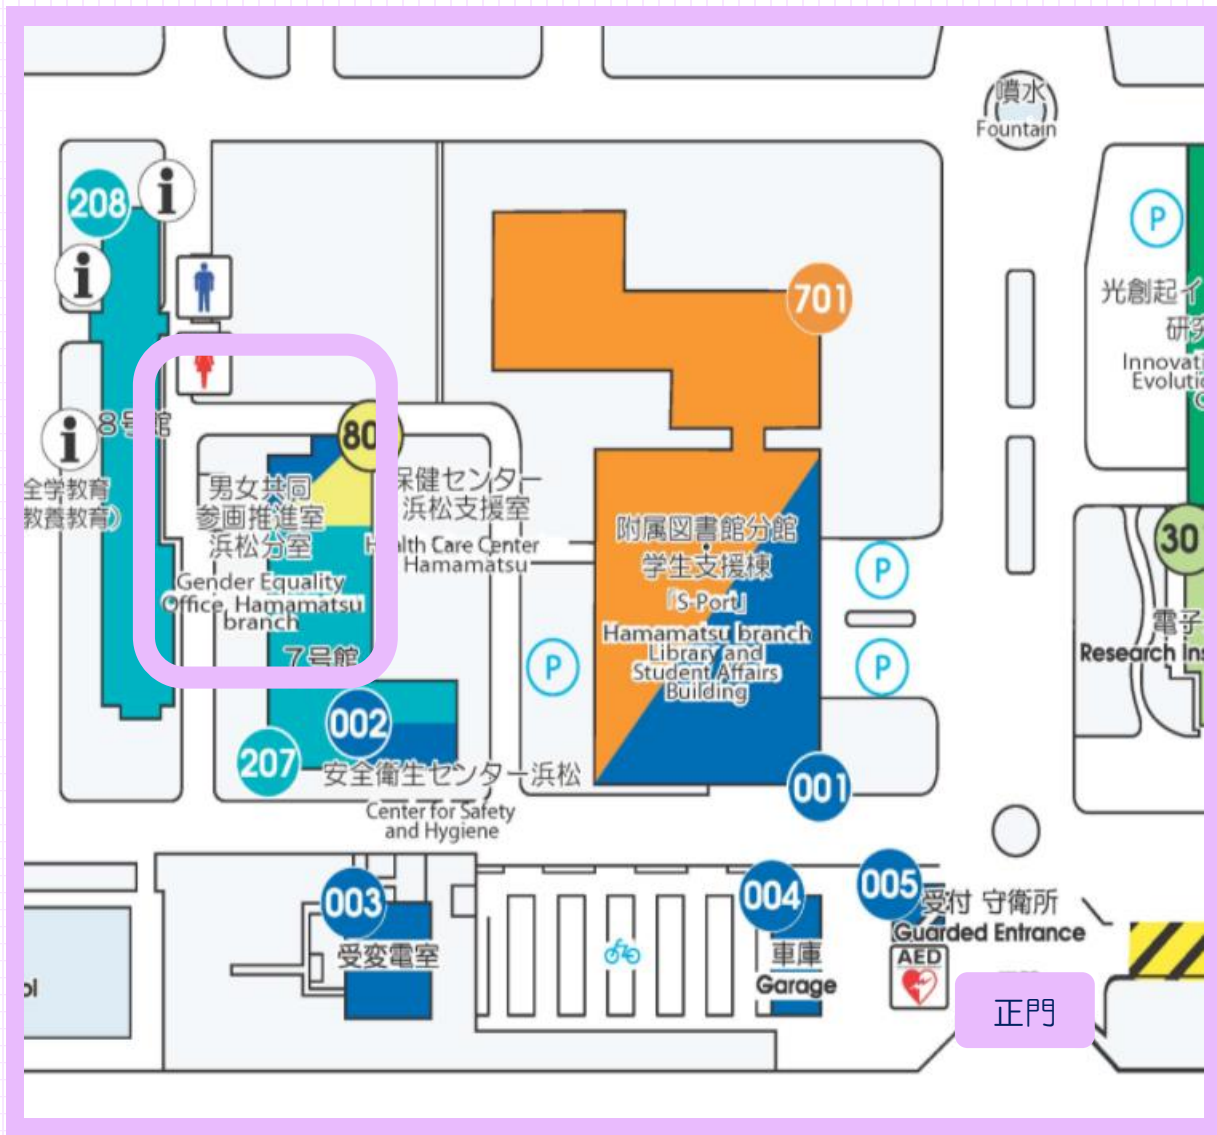 噴水
Fountain
208
701
P
光創起イ
研究
Innovati
Evolutio
8号館
80
全学教育
教養教育）
男女共同
参画推進室
浜松分室
Gender Equality
Office, Hamamatsu
branch
7号館
保健センター
浜松支援室
Health Care Center
Hamamatsu
附属図書館分館
・
学生支援棟
「S-Port」
Hamamatsu branch
Library and
Student Affairs
Building
P
P
P
30
電子
Research Ins
002
207
安全衛生センター浜松
Center for Safety
and Hygiene
001
003
受変電室
004
車庫
Garage
005
受付 守衛所
Guarded Entrance
AED
正門